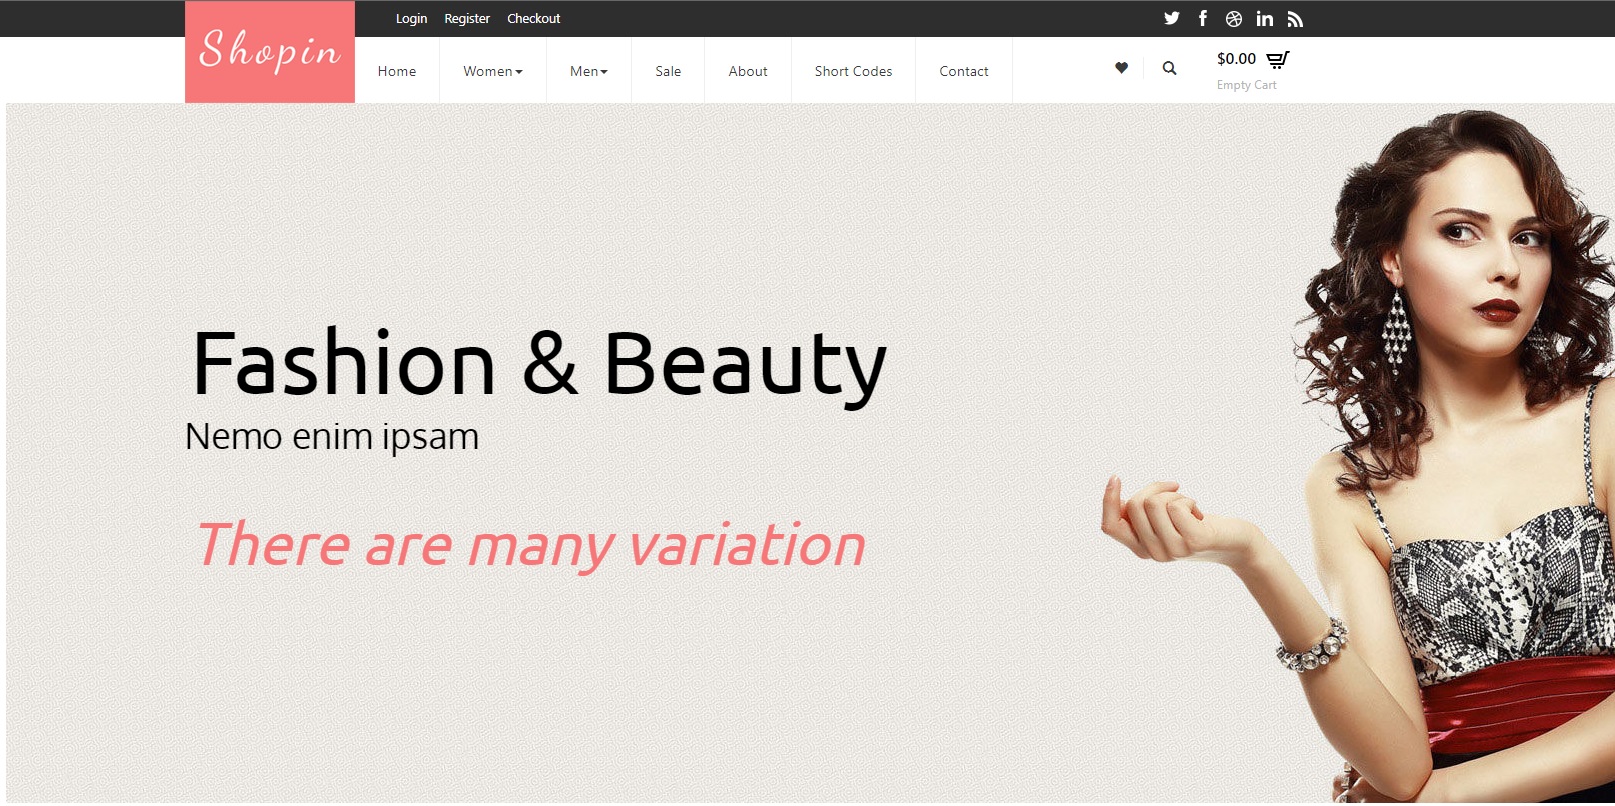 Login Register Checkout
Shopin
Home Women Men Sale About Short Codes Contact
$0.00
Empty Cart
Fashion & Beauty
Nemo enim ipsam
There are many variation